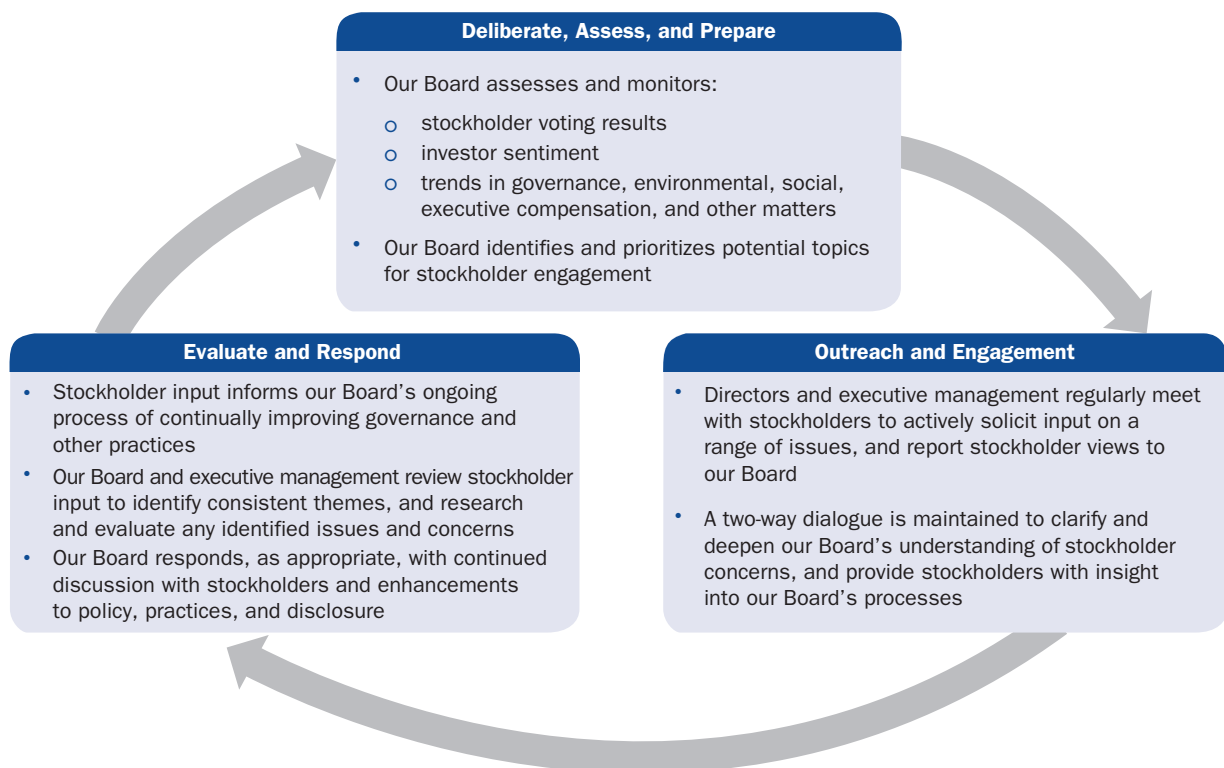 Deliberate, Assess, and Prepare
• Our Board assesses and monitors:
o stockholder voting results
o investor sentiment
o trends in governance, environmental, social,
executive compensation, and other matters
• Our Board identifies and prioritizes potential topics
for stockholder engagement
Evaluate and Respond
• Stockholder input informs our Board's ongoing
process of continually improving governance and
other practices
• Our Board and executive management review stockholder
input to identify consistent themes, and research
and evaluate any identified issues and concerns
• Our Board responds, as appropriate, with continued
discussion with stockholders and enhancements
to policy, practices, and disclosure
Outreach and Engagement
• Directors and executive management regularly meet
with stockholders to actively solicit input on a
range of issues, and report stockholder views to
our Board
• A two-way dialogue is maintained to clarify and
deepen our Board's understanding of stockholder
concerns, and provide stockholders with insight
into our Board's processes